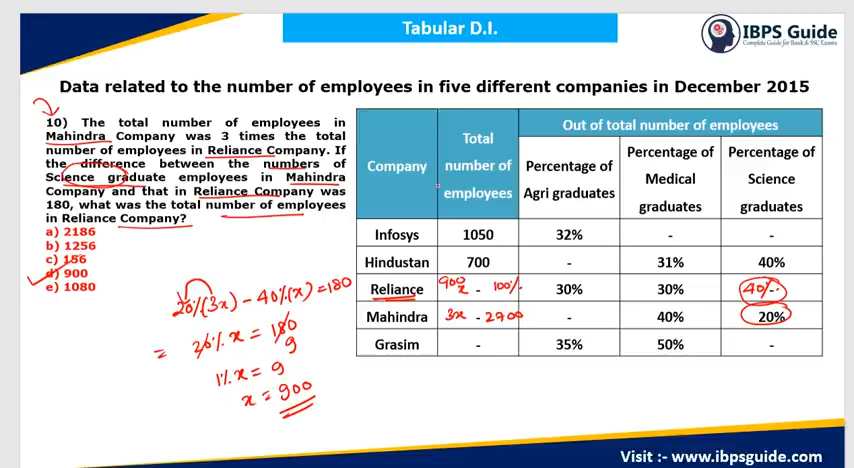 Tabular D.I.
IBPS Guide
Complete Guide for Bank & SSC Exams
Data related to the number of employees in five different companies in December 2015
10) The total number of employees in
Mahindra Company was 3 times the total
number of employees in Reliance Company. If
the difference between the numbers of
Science graduate employees in Mahindra
Company and that in Reliance Company was
180, what was the total number of employees
in Reliance Company?
a) 2186
b) 1256
c) 156
d) 900
e) 1080
20%(3x) - 40%(x) = 180
= 20% x = 180
9
1% x = 9
x = 900
Company Total number of employees Out of total number of employees
Percentage of Agri graduates Percentage of Medical graduates Percentage of Science graduates
Infosys 1050 32% - -
Hindustan 700 - 31% 40%
Reliance 900 x - 100% 30% 30% 40%-
Mahindra 3x - 2700 - 40% 20%
Grasim - 35% 50% -
Visit :- www.ibpsguide.com